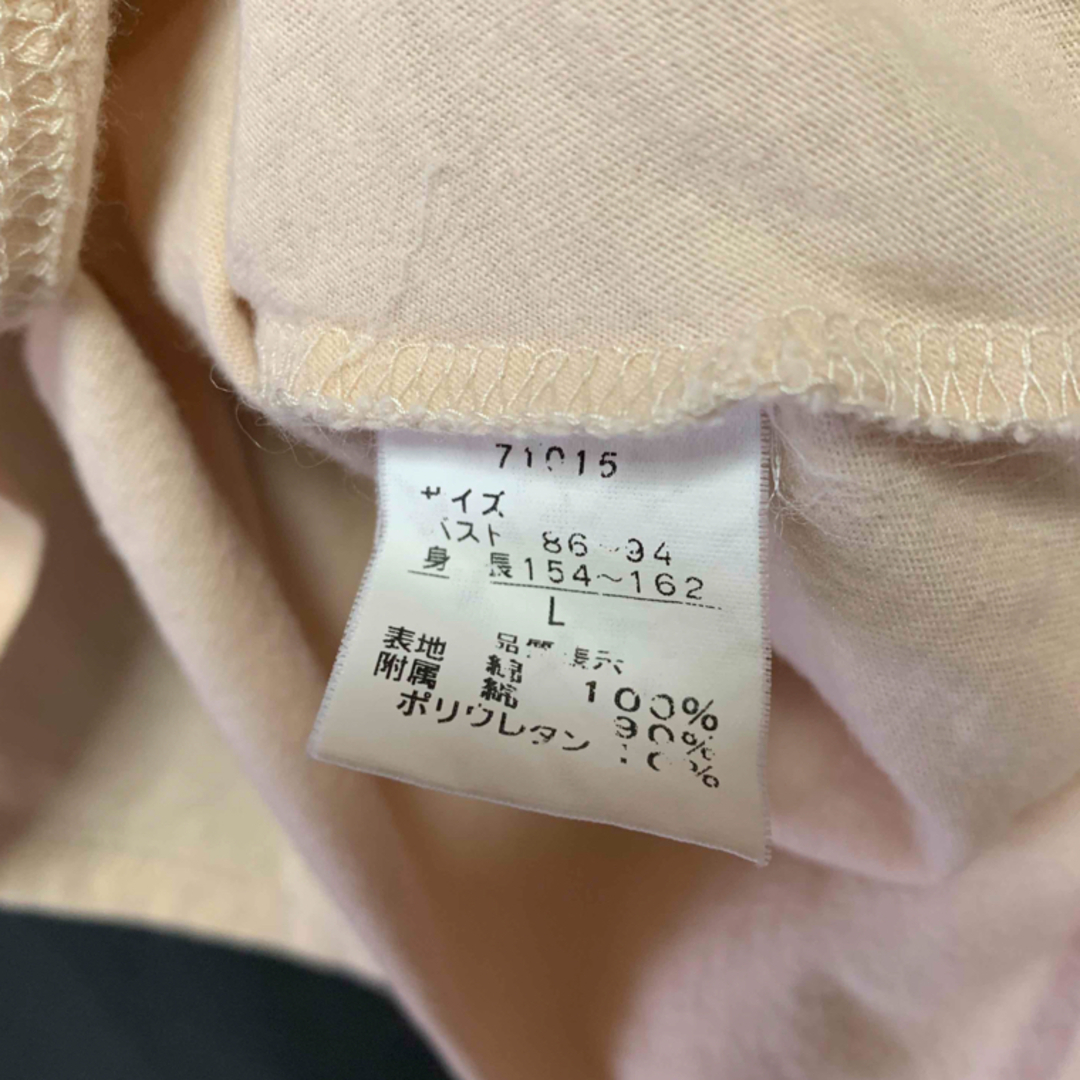 71015
サイズ
バスト 86~94
身 長154~162
L
品質表示
表地 綿 100%
附属 綿 90%
ポリウレタン 10%